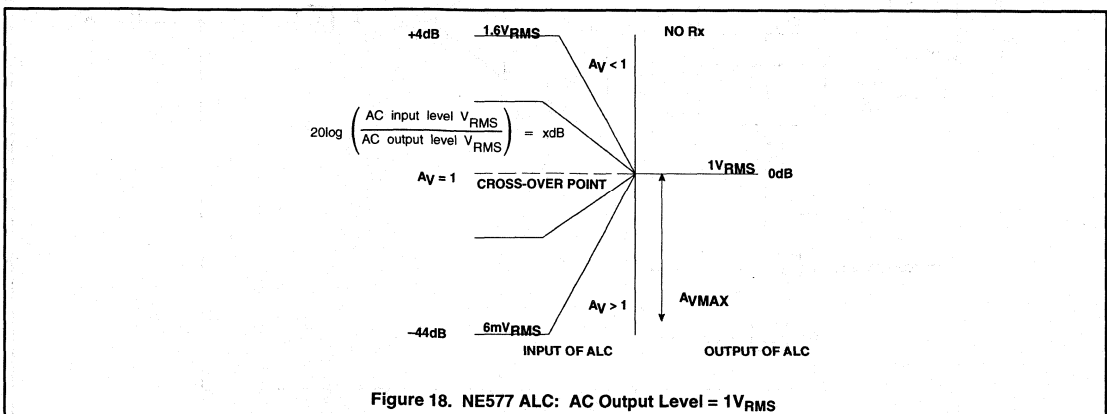 +4dB 1.6VRMS NO Rx
AV < 1
20log ( AC input level VRMS / AC output level VRMS ) = xdB
1VRMS 0dB
AV = 1 CROSS-OVER POINT
AV > 1 AVMAX
–44dB 6mVRMS
INPUT OF ALC OUTPUT OF ALC
Figure 18. NE577 ALC: AC Output Level = 1VRMS